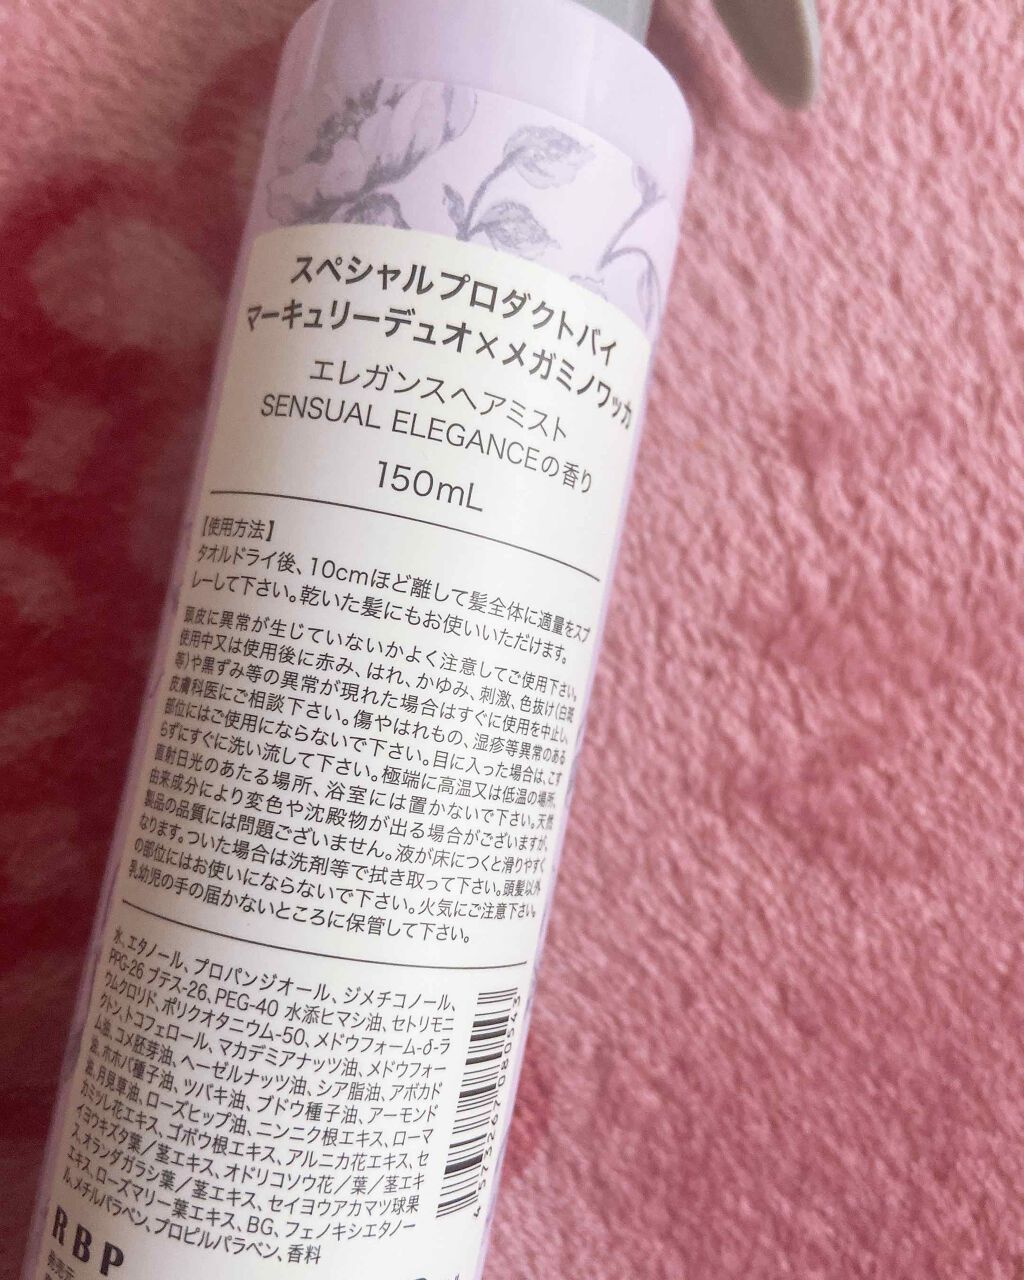 スペシャルプロダクトバイ
マーキュリーデュオ×メガミノワッカ
エレガンスヘアミスト
SENSUAL ELEGANCEの香り
150mL
【使用方法】
タオルドライ後、10cmほど離して髪全体に適量をスプ
レーして下さい。乾いた髪にもお使いいただけます。
頭皮に異常が生じていないかよく注意してご使用下さい。
使用中又は使用後に赤み、はれ、かゆみ、刺激、色抜け(白斑
等)や黒ずみ等の異常が現れた場合はすぐに使用を中止し、
皮膚科医にご相談下さい。傷やはれもの、湿疹等異常のある
部位にはご使用にならないで下さい。目に入った場合は、こす
らずにすぐに洗い流して下さい。極端に高温又は低温の場所、
直射日光のあたる場所、浴室には置かないで下さい。天然
由来成分により変色や沈殿物が出る場合がございますが、
製品の品質には問題ございません。液が床につくと滑りやすく
なります。ついた場合は洗剤等で拭き取って下さい。頭髪以外
の部位にはお使いにならないで下さい。火気にご注意下さい。
乳幼児の手の届かないところに保管して下さい。
水、エタノール、プロパンジオール、ジメチコノール、
PPG-26 ブテス-26、PEG-40 水添ヒマシ油、セトリモニ
ウムクロリド、ポリクオタニウム-50、メドウフォーム-δ-ラ
クトン、トコフェロール、マカデミアナッツ油、メドウフォー
ム油、コメ胚芽油、ヘーゼルナッツ油、シア脂油、アボカド
油、ホホバ種子油、ツバキ油、ブドウ種子油、アーモンド
油、月見草油、ローズヒップ油、ニンニク根エキス、ローマ
カミツレ花エキス、ゴボウ根エキス、アルニカ花エキス、セ
イヨウキズタ葉/茎エキス、オドリコソウ花/葉/茎エキ
ス、オランダガラシ葉/茎エキス、セイヨウアカマツ球果
エキス、ローズマリー葉エキス、BG、フェノキシエタノー
ル、メチルパラベン、プロピルパラベン、香料
RBP
発売元